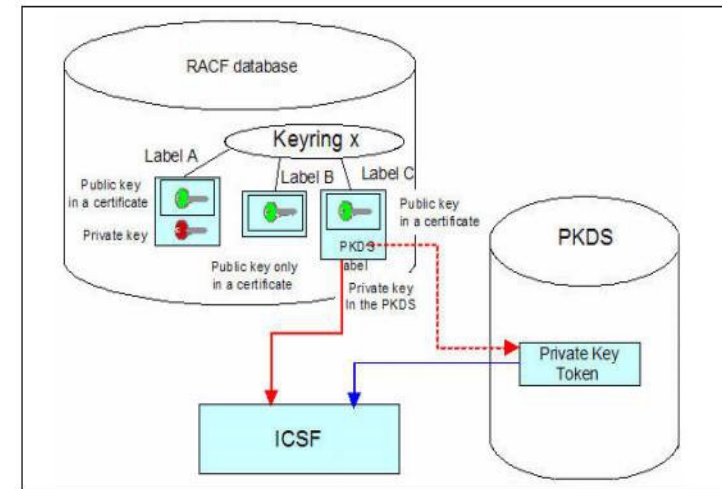 RACF database
Keyring x
Label A
Label B
Label C
Public key
in a certificate
Private key
Public key only
in a certificate
PKDS
label
Public key
in a certificate
Private key
In the PKDS
PKDS
Private Key
Token
ICSF